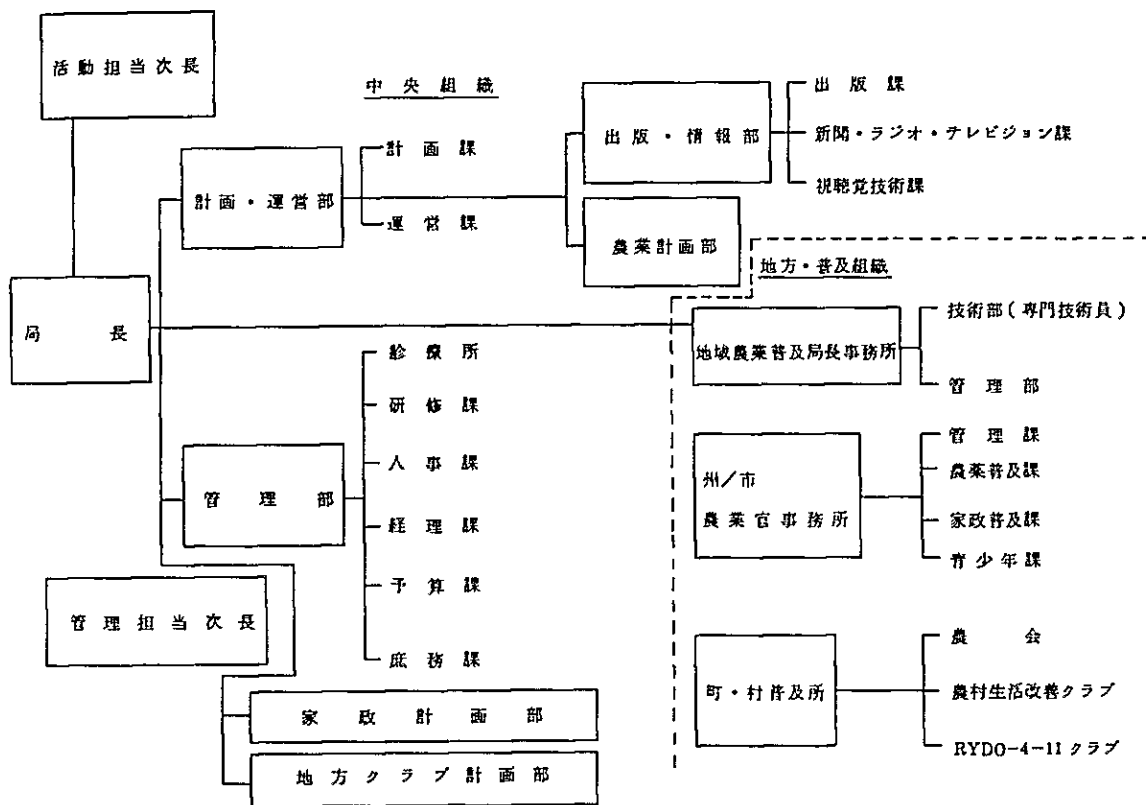 活動担当次長
中央組織
出版課
出版・情報部
新聞・ラジオ・テレビジョン課
計画課
計画・運営部
視聴覚技術課
運営課
農業計画部
地方・普及組織
局長
技術部(専門技術員)
地域農業普及局長事務所
管理部
診療所
研修課
人事課
管理部
経理課
予算課
庶務課
管理課
州/市
農業官事務所
農業普及課
家政普及課
青少年課
管理担当次長
農会
町・村普及所
農村生活改善クラブ
RYDO-4-11クラブ
家政計画部
地方クラブ計画部